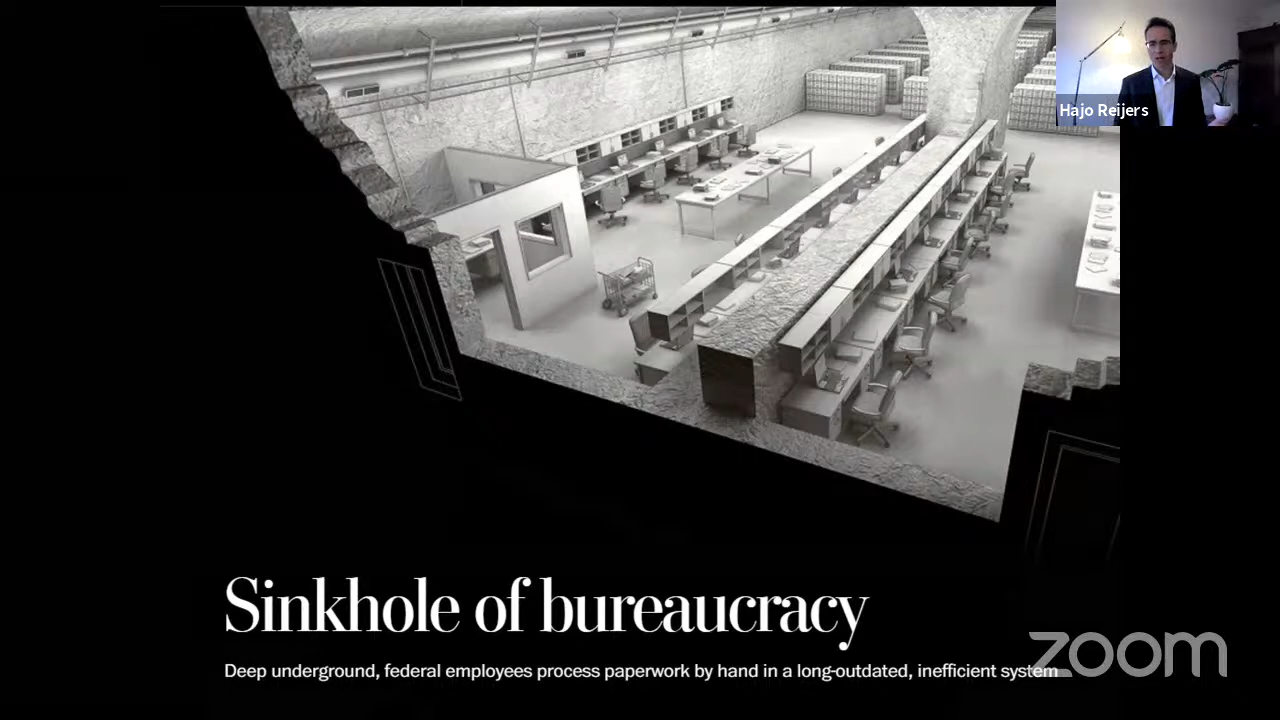 Hajo Reijers
Sinkhole of bureaucracy
Deep underground, federal employees process paperwork by hand in a long-outdated, inefficient system
zoom